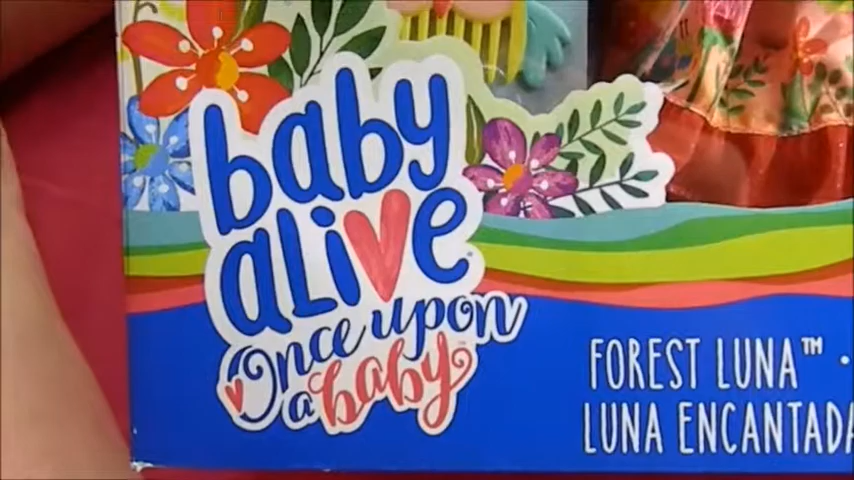 baby
alive
Once upon
a baby
FOREST LUNA™ •
LUNA ENCANTADA